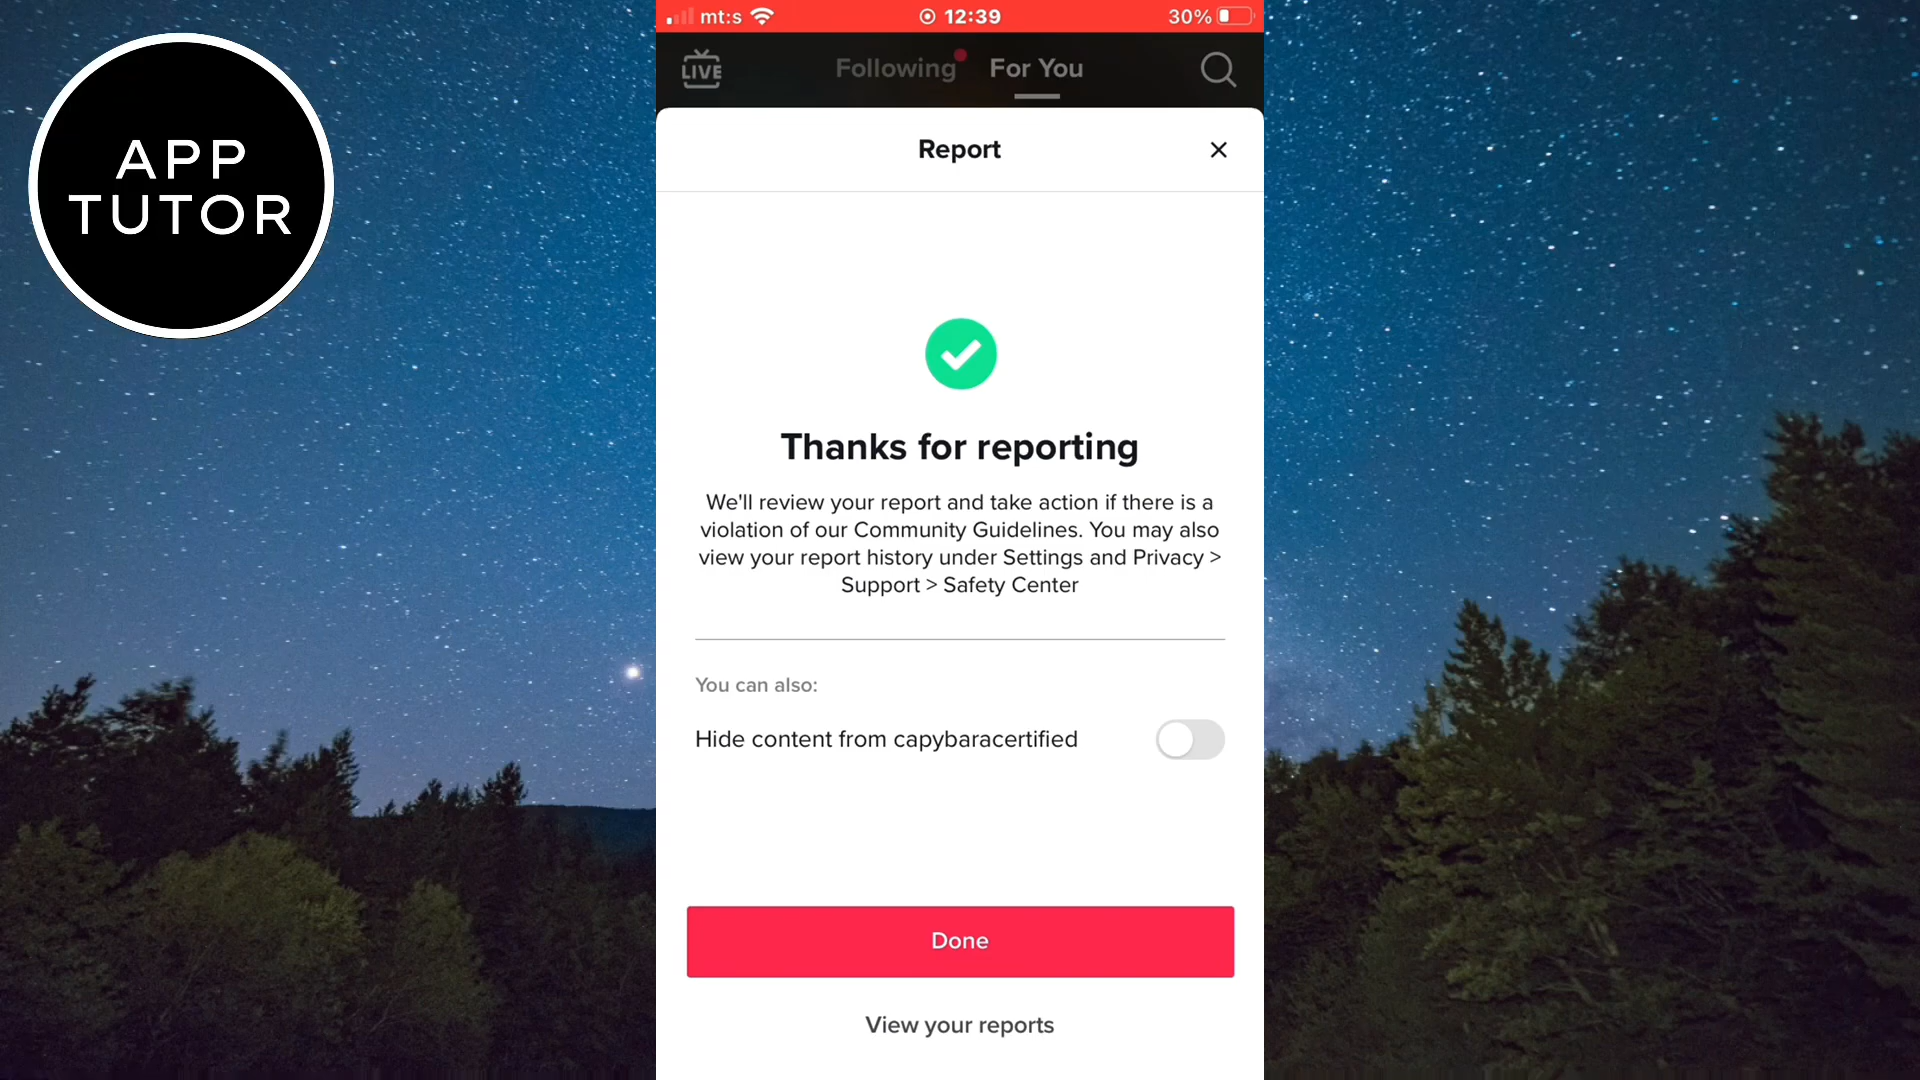 APP
TUTOR
mt:s
12:39
30%
LIVE
Following
For You
Report
Thanks for reporting
We'll review your report and take action if there is a
violation of our Community Guidelines. You may also
view your report history under Settings and Privacy >
Support > Safety Center
You can also:
Hide content from capybaracertified
Done
View your reports